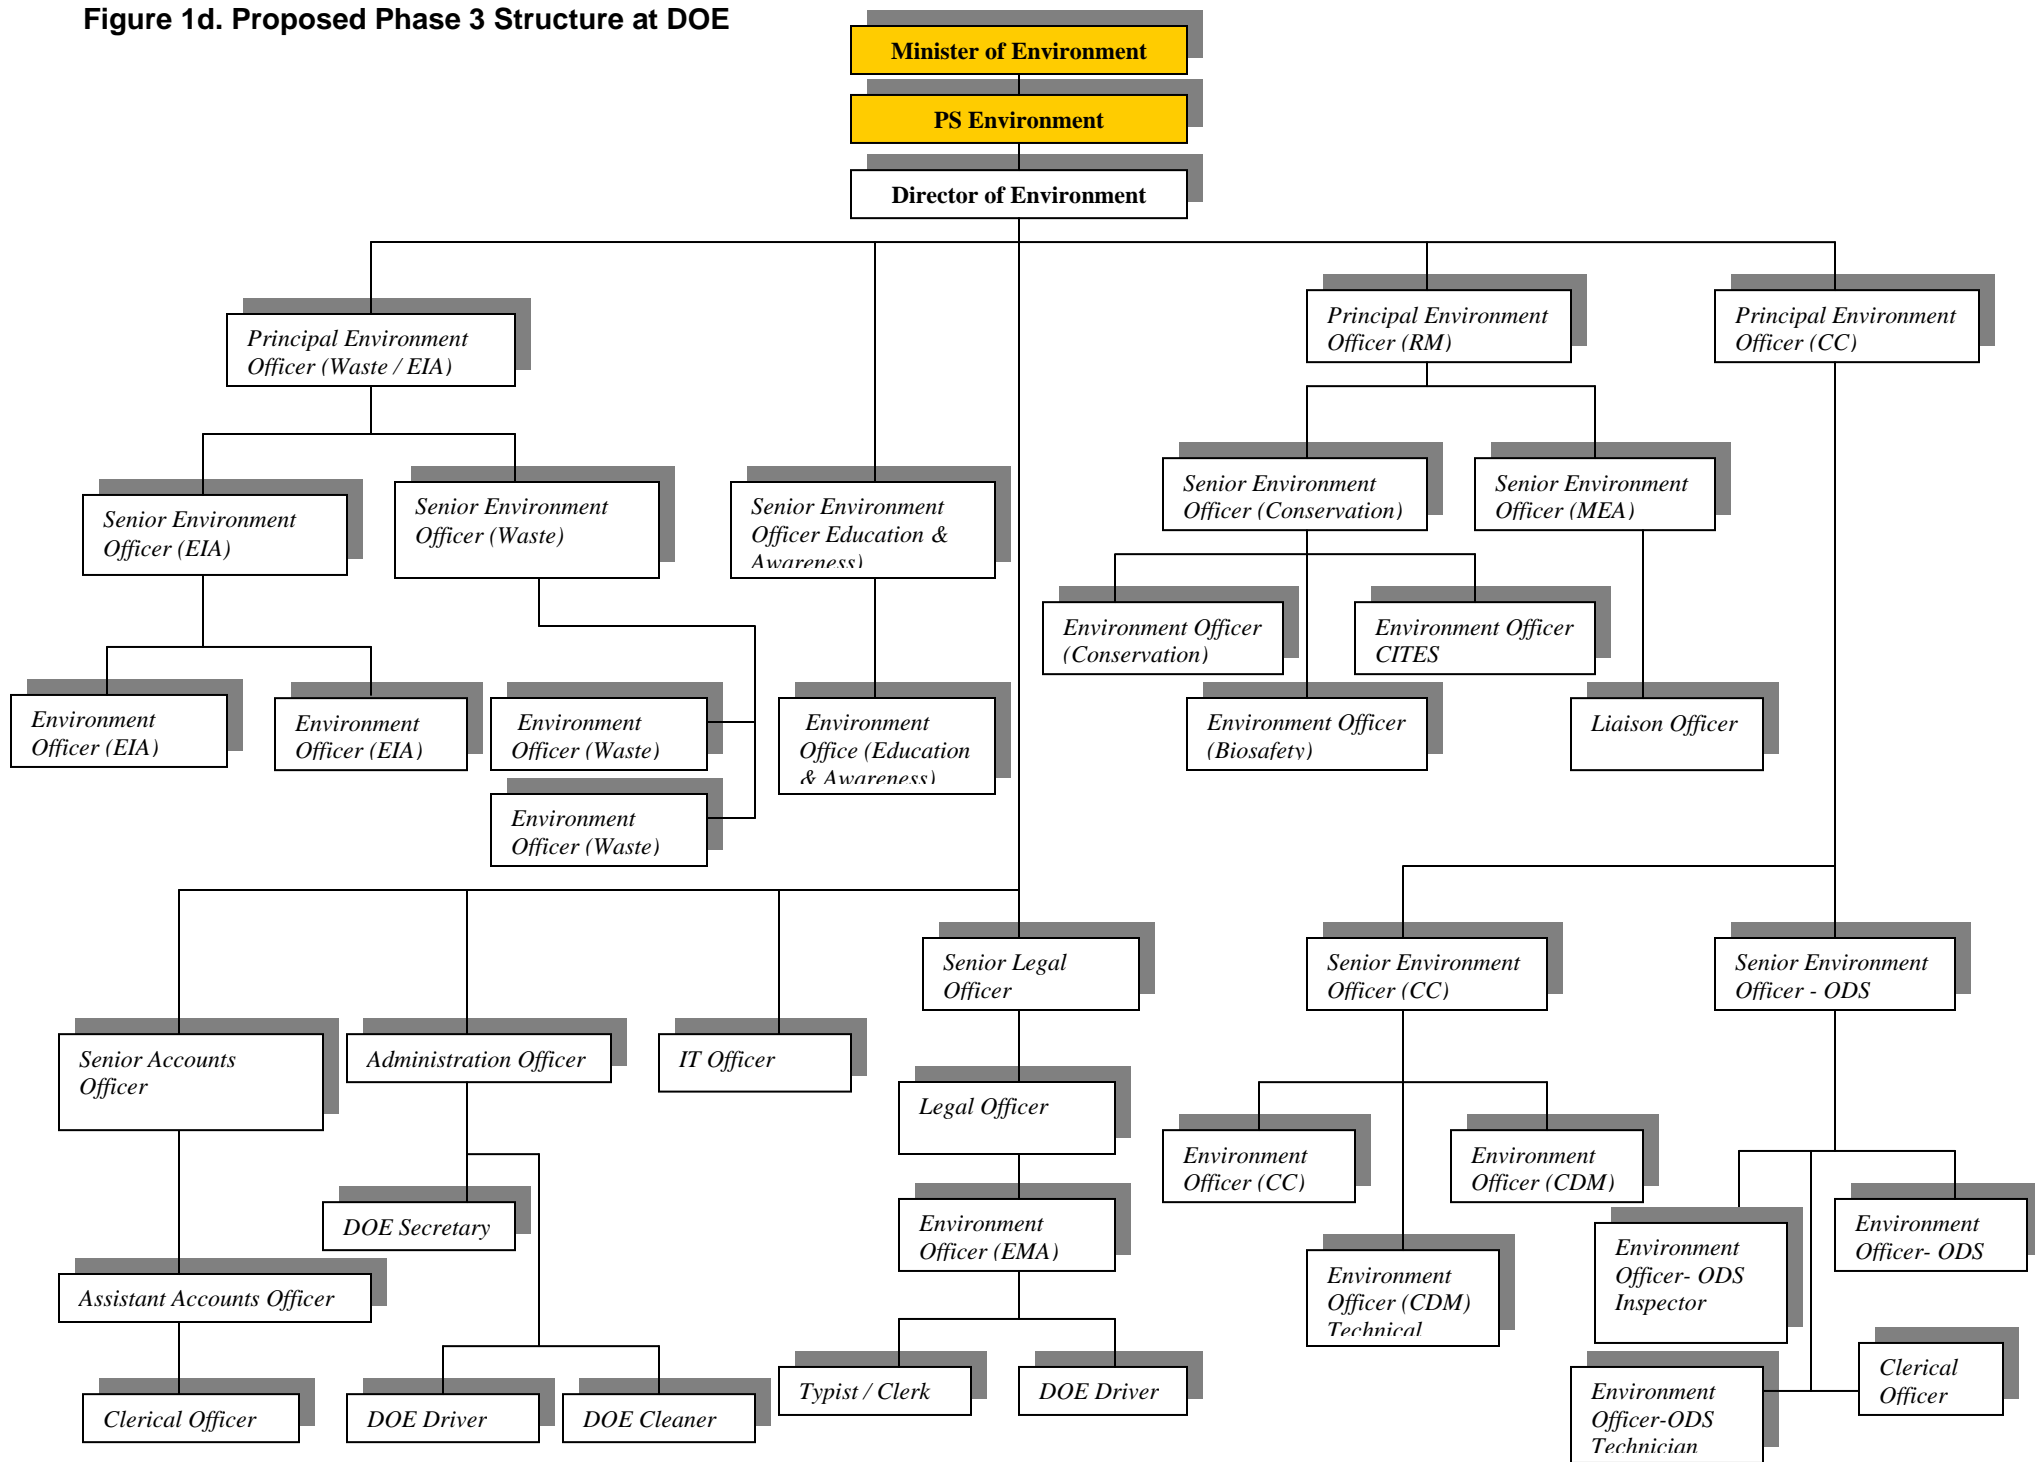 Figure 1d. Proposed Phase 3 Structure at DOE
Minister of Environment
PS Environment
Director of Environment
Principal Environment
Officer (Waste / EIA)
Principal Environment
Officer (RM)
Principal Environment
Officer (CC)
Senior Environment
Officer (EIA)
Senior Environment
Officer (Waste)
Senior Environment
Officer Education &
Awareness)
Senior Environment
Officer (Conservation)
Senior Environment
Officer (MEA)
Environment Officer
(Conservation)
Environment Officer
CITES
Environment
Officer (EIA)
Environment
Officer (EIA)
Environment
Officer (Waste)
Environment
Office (Education
& Awareness)
Environment Officer
(Biosafety)
Liaison Officer
Environment
Officer (Waste)
Senior Legal
Officer
Senior Environment
Officer (CC)
Senior Environment
Officer - ODS
Senior Accounts
Officer
Administration Officer
IT Officer
Legal Officer
Environment
Officer (CC)
Environment
Officer (CDM)
DOE Secretary
Environment
Officer (EMA)
Environment
Officer- ODS
Inspector
Environment
Officer- ODS
Assistant Accounts Officer
Environment
Officer (CDM)
Technical
Clerical Officer
DOE Driver
DOE Cleaner
Typist / Clerk
DOE Driver
Environment
Officer-ODS
Technician
Clerical
Officer